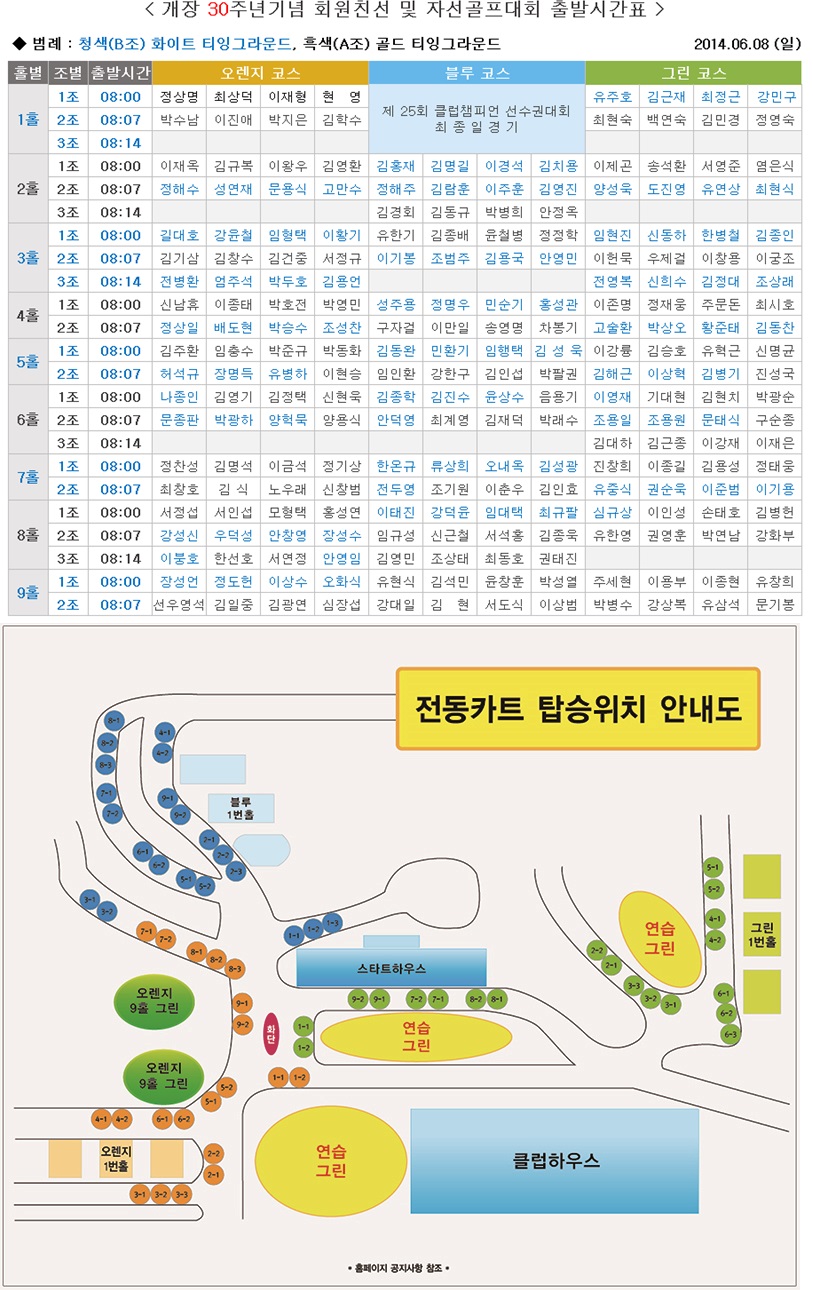 < 개장 30주년기념 회원친선 및 자선골프대회 출발시간표 >
◆ 범례 : 청색(B조) 화이트 티잉그라운드, 흑색(A조) 골드 티잉그라운드 2014.06.08 (일)
홀별 조별 출발시간 오렌지 코스 블루 코스 그린 코스
1홀 1조 08:00 정상명 최상덕 이재형 현 영 제 25회 클럽챔피언 선수권대회 최 종 일 경 기 유주호 김근재 최정근 강민구
2조 08:07 박수남 이진애 박지은 김학수 최현숙 백연숙 김민경 정영숙
3조 08:14
2홀 1조 08:00 이재옥 김규복 이왕우 김영환 김홍재 김명길 이경석 김치용 이제곤 송석환 서영준 염은식
2조 08:07 정해수 성연재 문용식 고만수 정해주 김람훈 이주훈 김영진 양성욱 도진영 유연상 최현식
3조 08:14 김경회 김동규 박병희 안정옥
3홀 1조 08:00 길대호 강윤철 임형택 이황기 유한기 김종배 윤철병 정정학 임현진 신동하 한병철 김종인
2조 08:07 김기삼 김창수 김건중 서정규 이기봉 조범주 김용국 안영민 이헌묵 우제걸 이창용 이궁조
3조 08:14 전병환 엄주석 박두호 김용언 전영복 신희수 김정대 조상래
4홀 1조 08:00 신남휴 이종태 박호전 박영민 성주용 정명우 민순기 홍성관 이존명 정재웅 주문돈 최시호
2조 08:07 정상일 배도현 박승수 조성찬 구자걸 이만일 송영명 차봉기 고술환 박상오 황준태 김동찬
5홀 1조 08:00 김주환 임충수 박준규 박동화 김동완 민환기 임행택 김 성 욱 이강률 김승호 유혁근 신명균
2조 08:07 허석규 장명득 유병하 이현승 임인환 강한구 김인섭 박팔권 김해근 이상혁 김병기 진성국
6홀 1조 08:00 나종인 김영기 김정택 신현욱 김종학 김진수 윤상수 음용기 이영재 기대현 김현치 박광순
2조 08:07 문종판 박광하 양헉묵 양용식 안덕영 최계영 김재덕 박래수 조용일 조용원 문태식 구순종
3조 08:14 김대하 김근종 이강재 이재은
7홀 1조 08:00 정찬성 김명석 이금석 정기상 한온규 류상희 오내옥 김성광 진창희 이종길 김용성 정태웅
2조 08:07 최창호 김 식 노우래 신창범 전두영 조기원 이춘우 김인효 유중식 권순욱 이준범 이기용
8홀 1조 08:00 서정섭 서인섭 모형택 홍성연 이태진 강덕윤 임대택 최규팔 심규상 이인성 손태호 김병헌
2조 08:07 강성신 우덕성 안창영 장성수 임규성 신근철 서석홍 김종욱 유한영 권영훈 박연남 강화부
3조 08:14 이붕호 한선호 서연정 안영임 김영민 조상태 최동호 권태진
9홀 1조 08:00 장성언 정도헌 이상수 오화식 유현식 김석민 윤창훈 박성열 주세현 이용부 이종현 유창희
2조 08:07 선우영석 김일중 김광연 심장섭 강대일 김 현 서도식 이상범 박병수 강상복 유삼석 문기봉
전동카트 탑승위치 안내도
8-1
4-1
8-2
4-2
8-3
7-1
9-1
블루
1번홀
7-2
9-2
2-1
6-1
2-2
6-2
2-3
5-1
5-1
5-2
5-2
3-1
3-2
4-1
연습
그린
그린
1번홀
1-1 1-2 1-3
7-1
7-2
4-2
8-1
8-2
8-3
스타트하우스
2-2
2-1
3-3
3-2
3-1
6-1
6-2
6-3
오렌지
9홀 그린
9-1
9-2
9-2 9-1 7-2 7-1 8-2 8-1
화단
1-1
1-2
연습
그린
오렌지
9홀 그린
1-1 1-2
5-2
5-1
4-1 4-2 6-1 6-2
오렌지
1번홀
2-2
2-1
연습
그린
클럽하우스
3-1 3-2 3-3
• 홈페이지 공지사항 참조 •